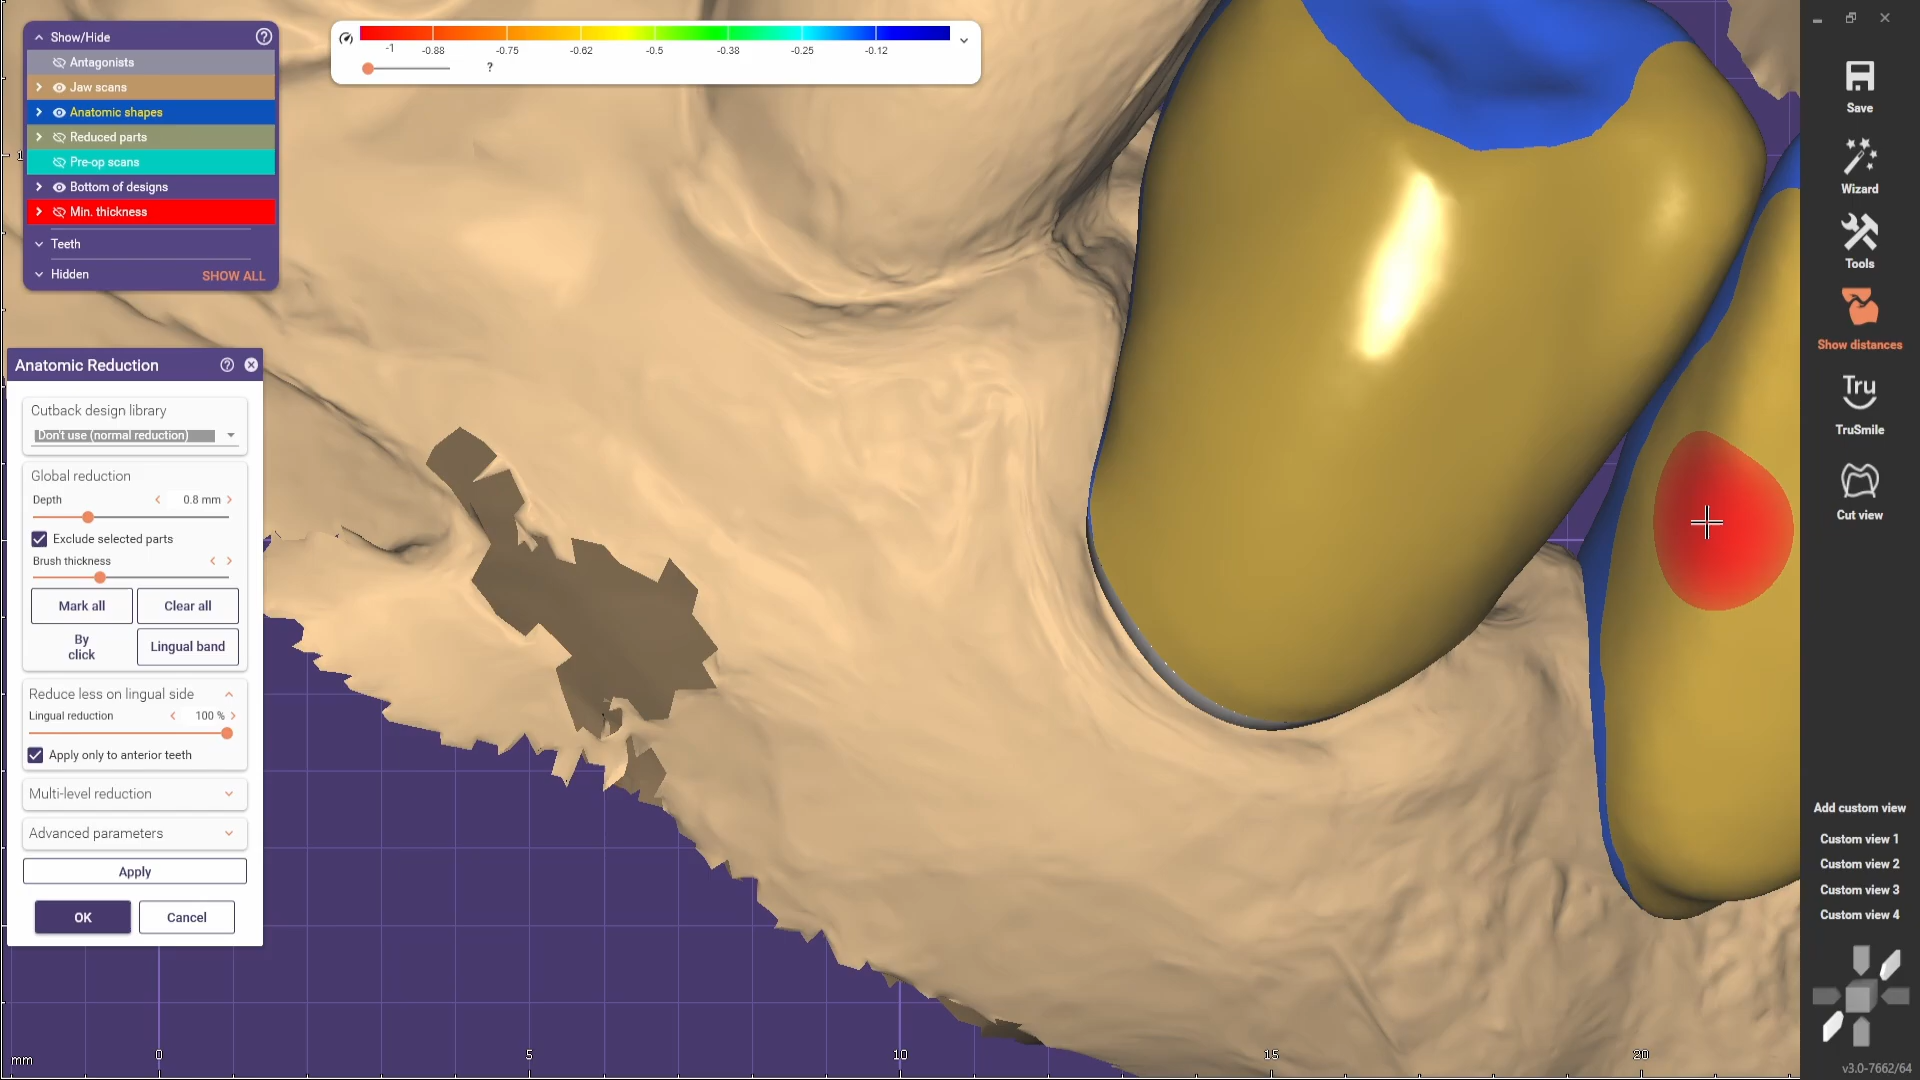 Show/Hide
Antagonists
Jaw scans
Anatomic shapes
Reduced parts
Pre-op scans
Bottom of designs
Min. thickness
Teeth
Hidden SHOW ALL
-1 -0.88 -0.75 -0.62 -0.5 -0.38 -0.25 -0.12
?
Anatomic Reduction
Cutback design library
Don't use (normal reduction)
Global reduction
Depth 0.8 mm
Exclude selected parts
Brush thickness
Mark all Clear all
By
click
Lingual band
Reduce less on lingual side
Lingual reduction 100 %
Apply only to anterior teeth
Multi-level reduction
Advanced parameters
Apply
OK Cancel
Save
Wizard
Tools
Show distances
Tru
TruSmile
Cut view
Add custom view
Custom view 1
Custom view 2
Custom view 3
Custom view 4
mm 0 5 10 15 20
v3.0-7662/64